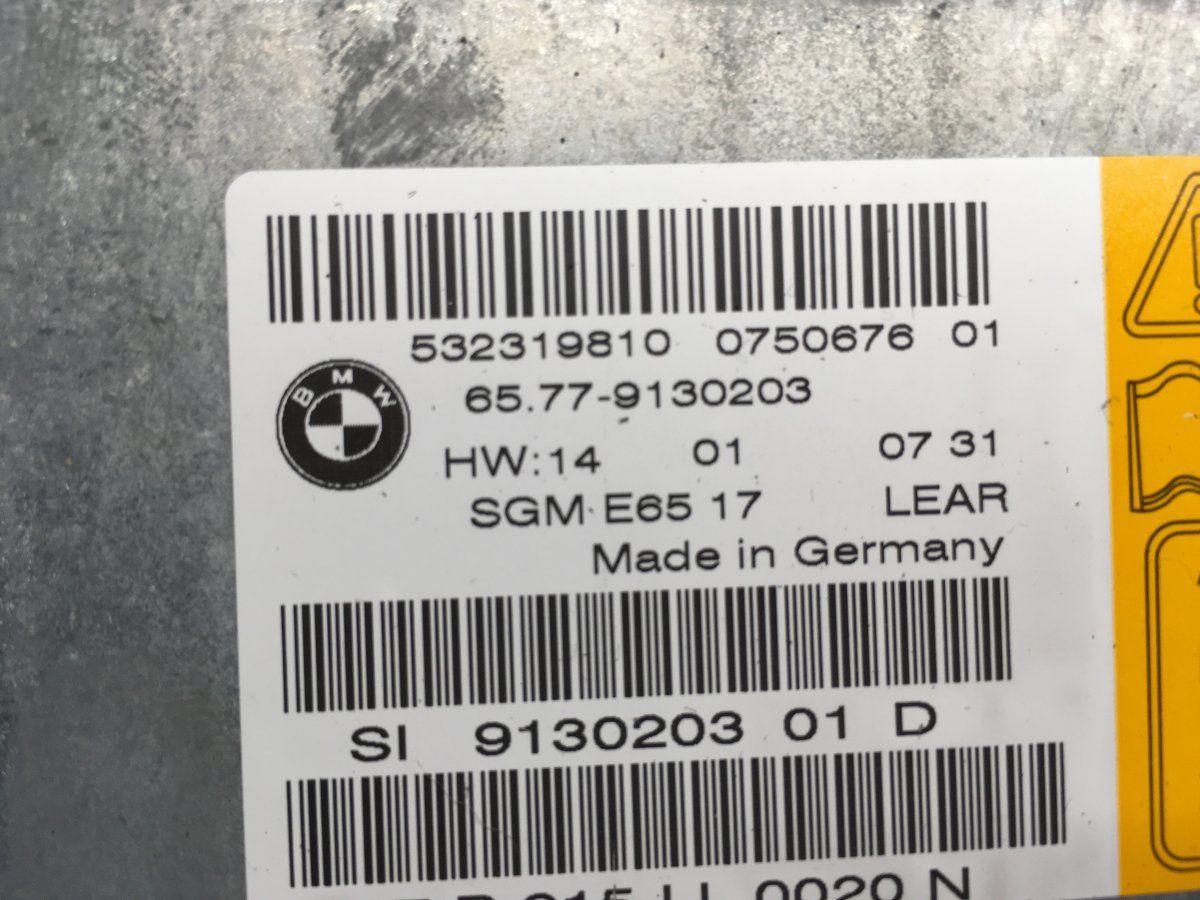 532319810 0750676 01
BMW
65.77-9130203
HW:14 01 07 31
SGM E65 17 LEAR
Made in Germany
SI 9130203 01 D
0020 N